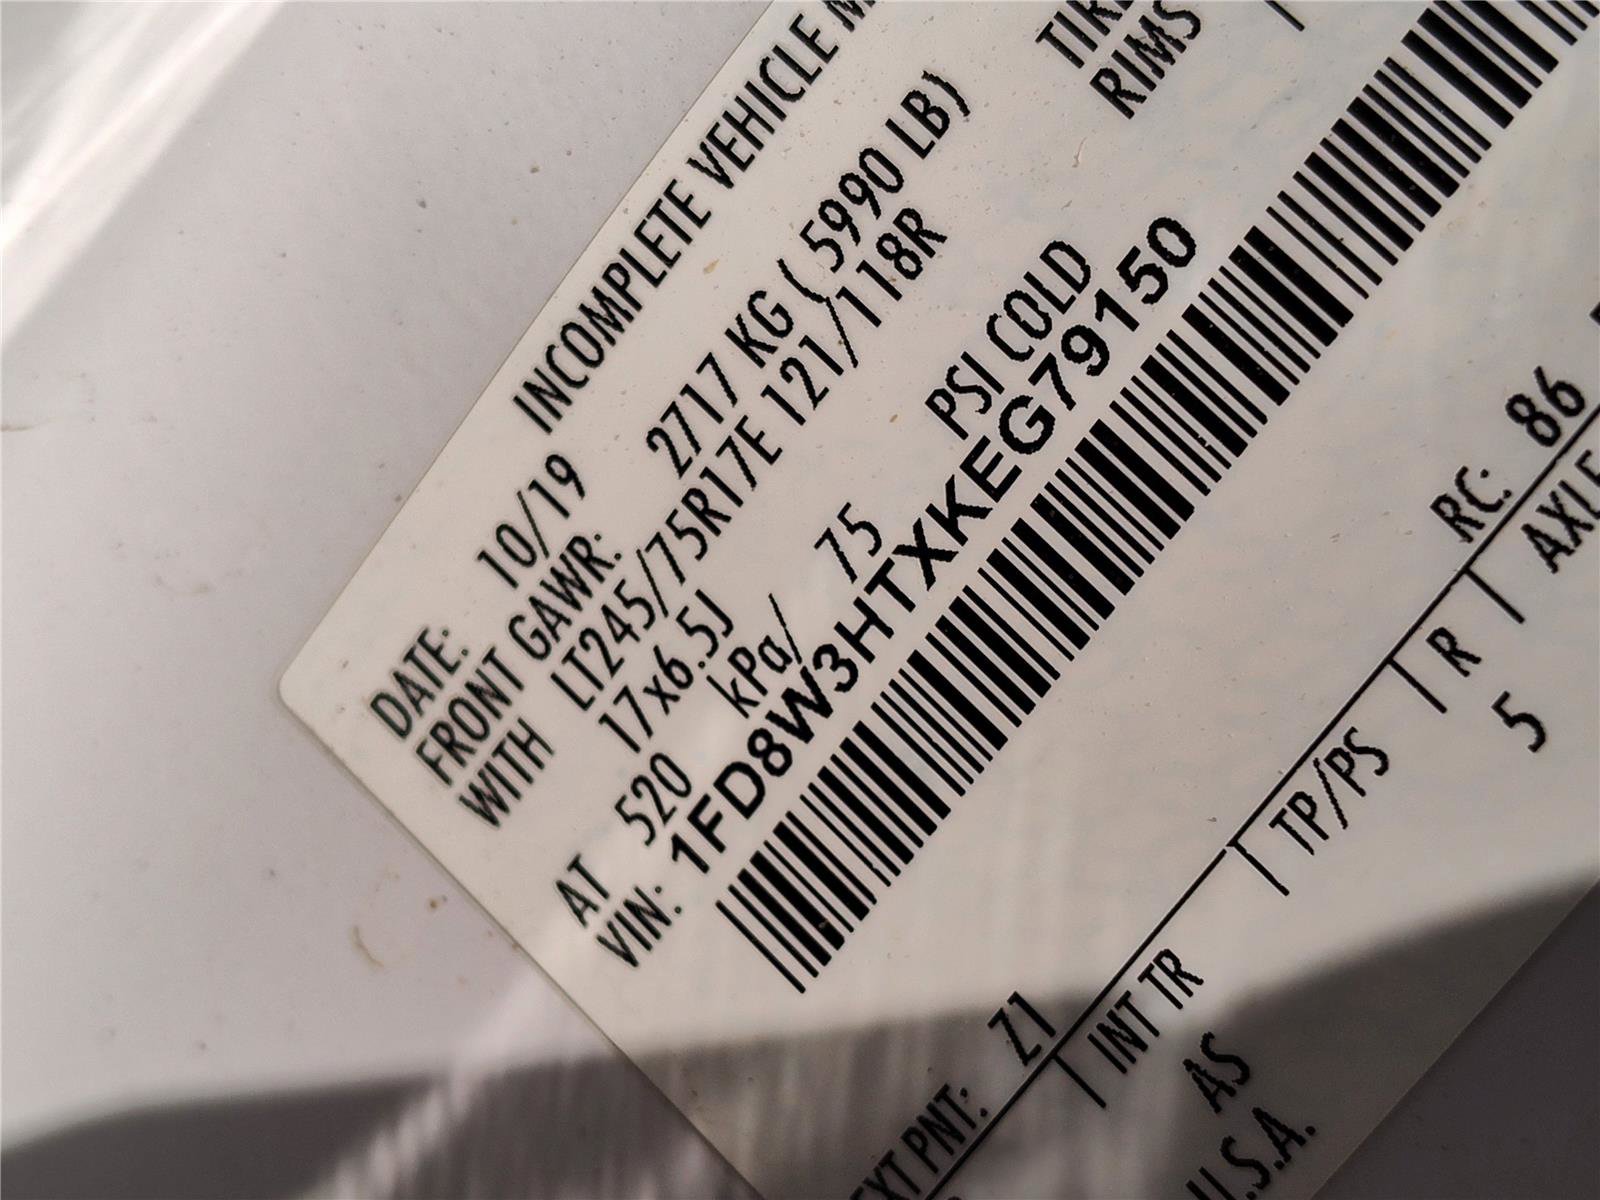 INCOMPLETE VEHICLE
DATE: 10/19
FRONT GAWR: 2717 KG ( 5990 LB)
WITH LT245/75R17E 121/118R
17x6.5J RIMS
AT 520 kPa/ 75 PSI COLD
VIN: 1FD8W3HTXKEG79150
EXT PNT: Z1 RC: 86
INT TR TP/PS R AXLE
AS 5
U.S.A.